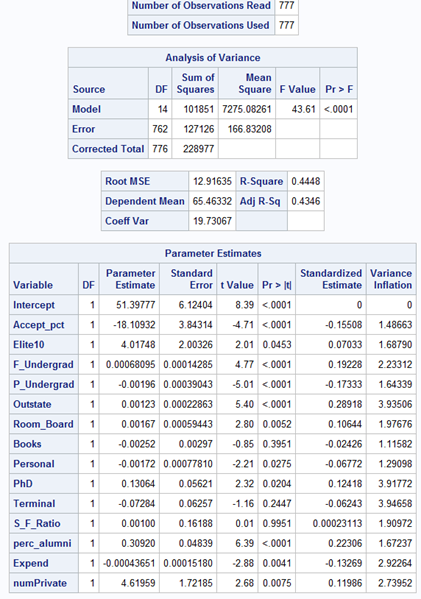 Number of Observations Read 777
Number of Observations Used 777
Analysis of Variance
Source DF Sum of Squares Mean Square F Value Pr > F
Model 14 101851 7275.08261 43.61 <.0001
Error 762 127126 166.83208
Corrected Total 776 228977
Root MSE 12.91635 R-Square 0.4448
Dependent Mean 65.46332 Adj R-Sq 0.4346
Coeff Var 19.73067
Parameter Estimates
Variable DF Parameter Estimate Standard Error t Value Pr > |t| Standardized Estimate Variance Inflation
Intercept 1 51.39777 6.12404 8.39 <.0001 0 0
Accept_pct 1 -18.10932 3.84314 -4.71 <.0001 -0.15508 1.48663
Elite10 1 4.01748 2.00326 2.01 0.0453 0.07033 1.68790
F_Undergrad 1 0.00068095 0.00014285 4.77 <.0001 0.19228 2.23312
P_Undergrad 1 -0.00196 0.00039043 -5.01 <.0001 -0.17333 1.64339
Outstate 1 0.00123 0.00022863 5.40 <.0001 0.28918 3.93506
Room_Board 1 0.00167 0.00059443 2.80 0.0052 0.10644 1.97676
Books 1 -0.00252 0.00297 -0.85 0.3951 -0.02426 1.11582
Personal 1 -0.00172 0.00077810 -2.21 0.0275 -0.06772 1.29098
PhD 1 0.13064 0.05621 2.32 0.0204 0.12418 3.91772
Terminal 1 -0.07284 0.06257 -1.16 0.2447 -0.06243 3.94658
S_F_Ratio 1 0.00100 0.16188 0.01 0.9951 0.00023113 1.90972
perc_alumni 1 0.30920 0.04839 6.39 <.0001 0.22306 1.67237
Expend 1 -0.00043651 0.00015180 -2.88 0.0041 -0.13269 2.92264
numPrivate 1 4.61959 1.72185 2.68 0.0075 0.11986 2.73952